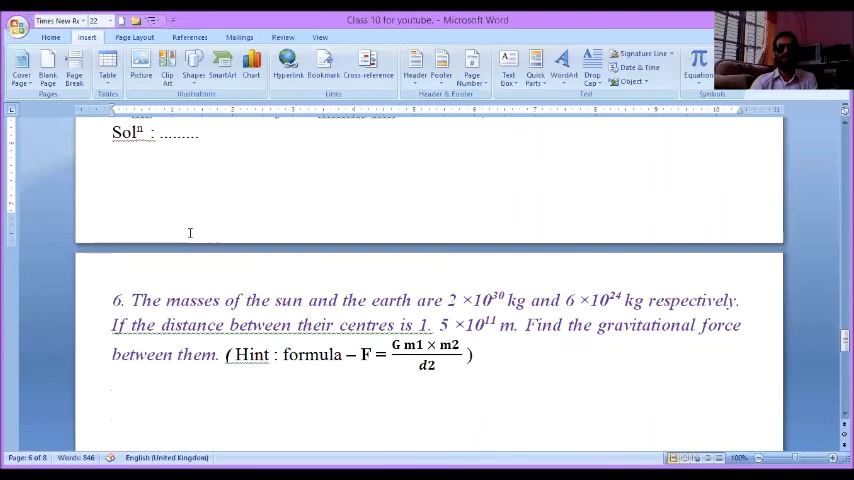 Times New Ro 22
Class 10 for youtube. - Microsoft Word
Home Insert Page Layout References Mailings Review View
Cover Page Blank Page Page Break Table Picture Clip Art Shapes SmartArt Chart Hyperlink Bookmark Cross-reference Header Footer Page Number Text Box Quick Parts WordArt Drop Cap Signature Line Date & Time Object Equation
Pages Illustrations Links Header & Footer Text Symbols
Solⁿ : .........
6. The masses of the sun and the earth are 2 ×10³⁰ kg and 6 ×10²⁴ kg respectively.
If the distance between their centres is 1. 5 ×10¹¹ m. Find the gravitational force
between them. ( Hint : formula – F = G m1 × m2 / d2 )
Page: 6 of 8 Words: 846 English (United Kingdom) 100%